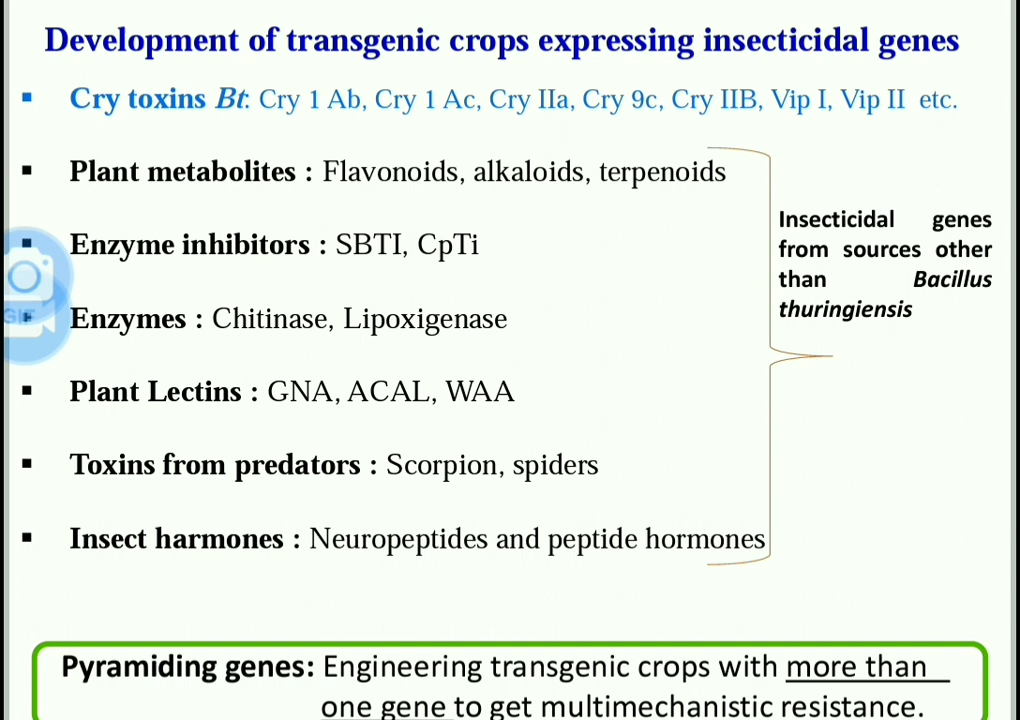 Development of transgenic crops expressing insecticidal genes
▪ Cry toxins Bt: Cry 1 Ab, Cry 1 Ac, Cry IIa, Cry 9c, Cry IIB, Vip I, Vip II etc.
▪ Plant metabolites : Flavonoids, alkaloids, terpenoids
▪ Enzyme inhibitors : SBTI, CpTi
▪ Enzymes : Chitinase, Lipoxigenase
▪ Plant Lectins : GNA, ACAL, WAA
▪ Toxins from predators : Scorpion, spiders
▪ Insect harmones : Neuropeptides and peptide hormones
Insecticidal genes
from sources other
than Bacillus
thuringiensis
GIF
Pyramiding genes: Engineering transgenic crops with more than
one gene to get multimechanistic resistance.